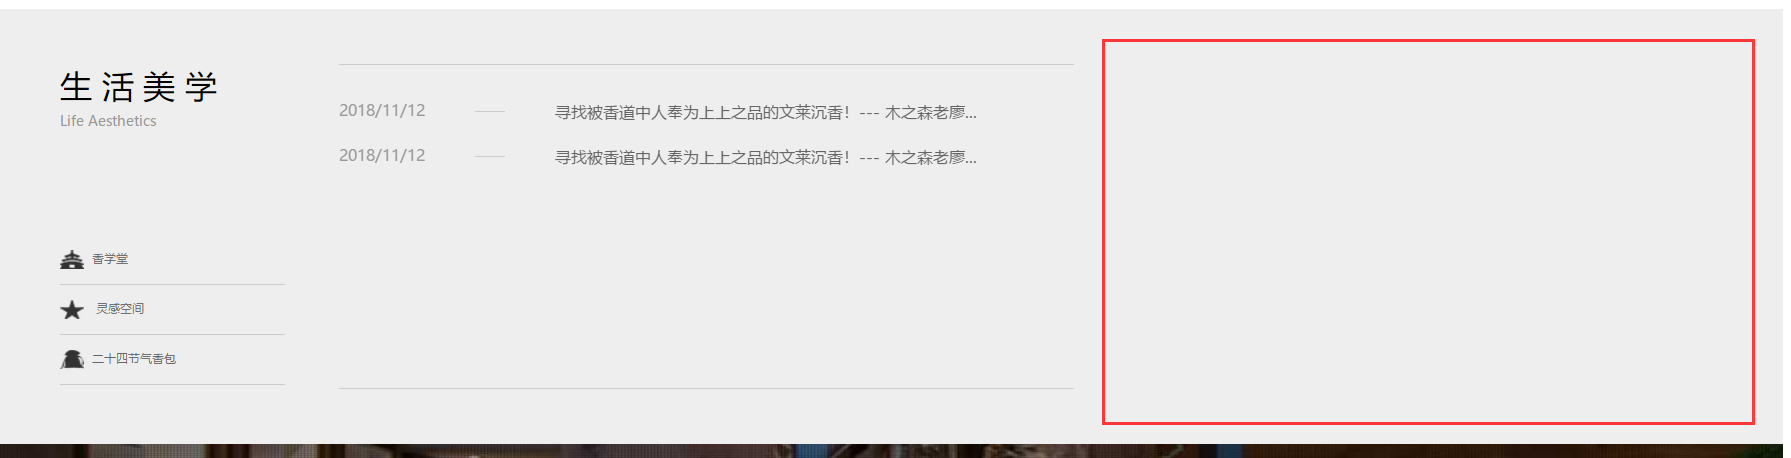 生活美学
Life Aesthetics
香学堂
灵感空间
二十四节气香包
2018/11/12 寻找被香道中人奉为上上之品的文莱沉香！--- 木之森老廖...
2018/11/12 寻找被香道中人奉为上上之品的文莱沉香！--- 木之森老廖...